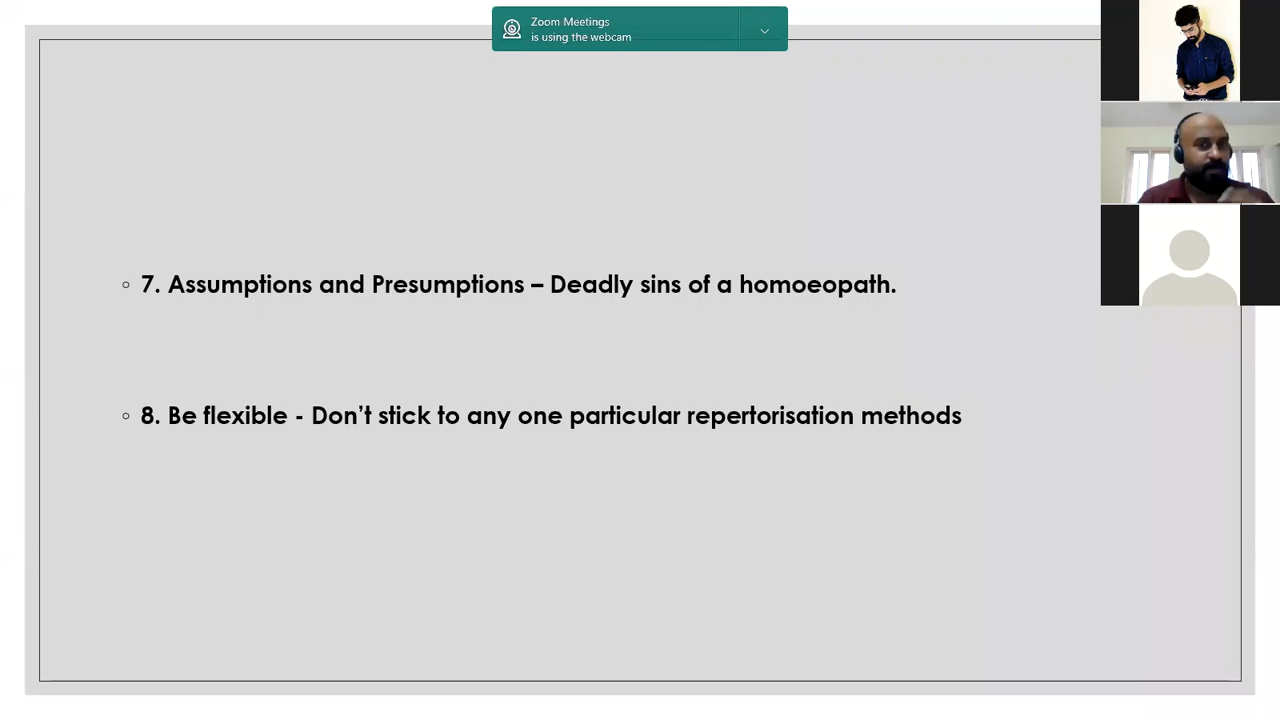 Zoom Meetings
is using the webcam
7. Assumptions and Presumptions – Deadly sins of a homoeopath.
8. Be flexible - Don’t stick to any one particular repertorisation methods